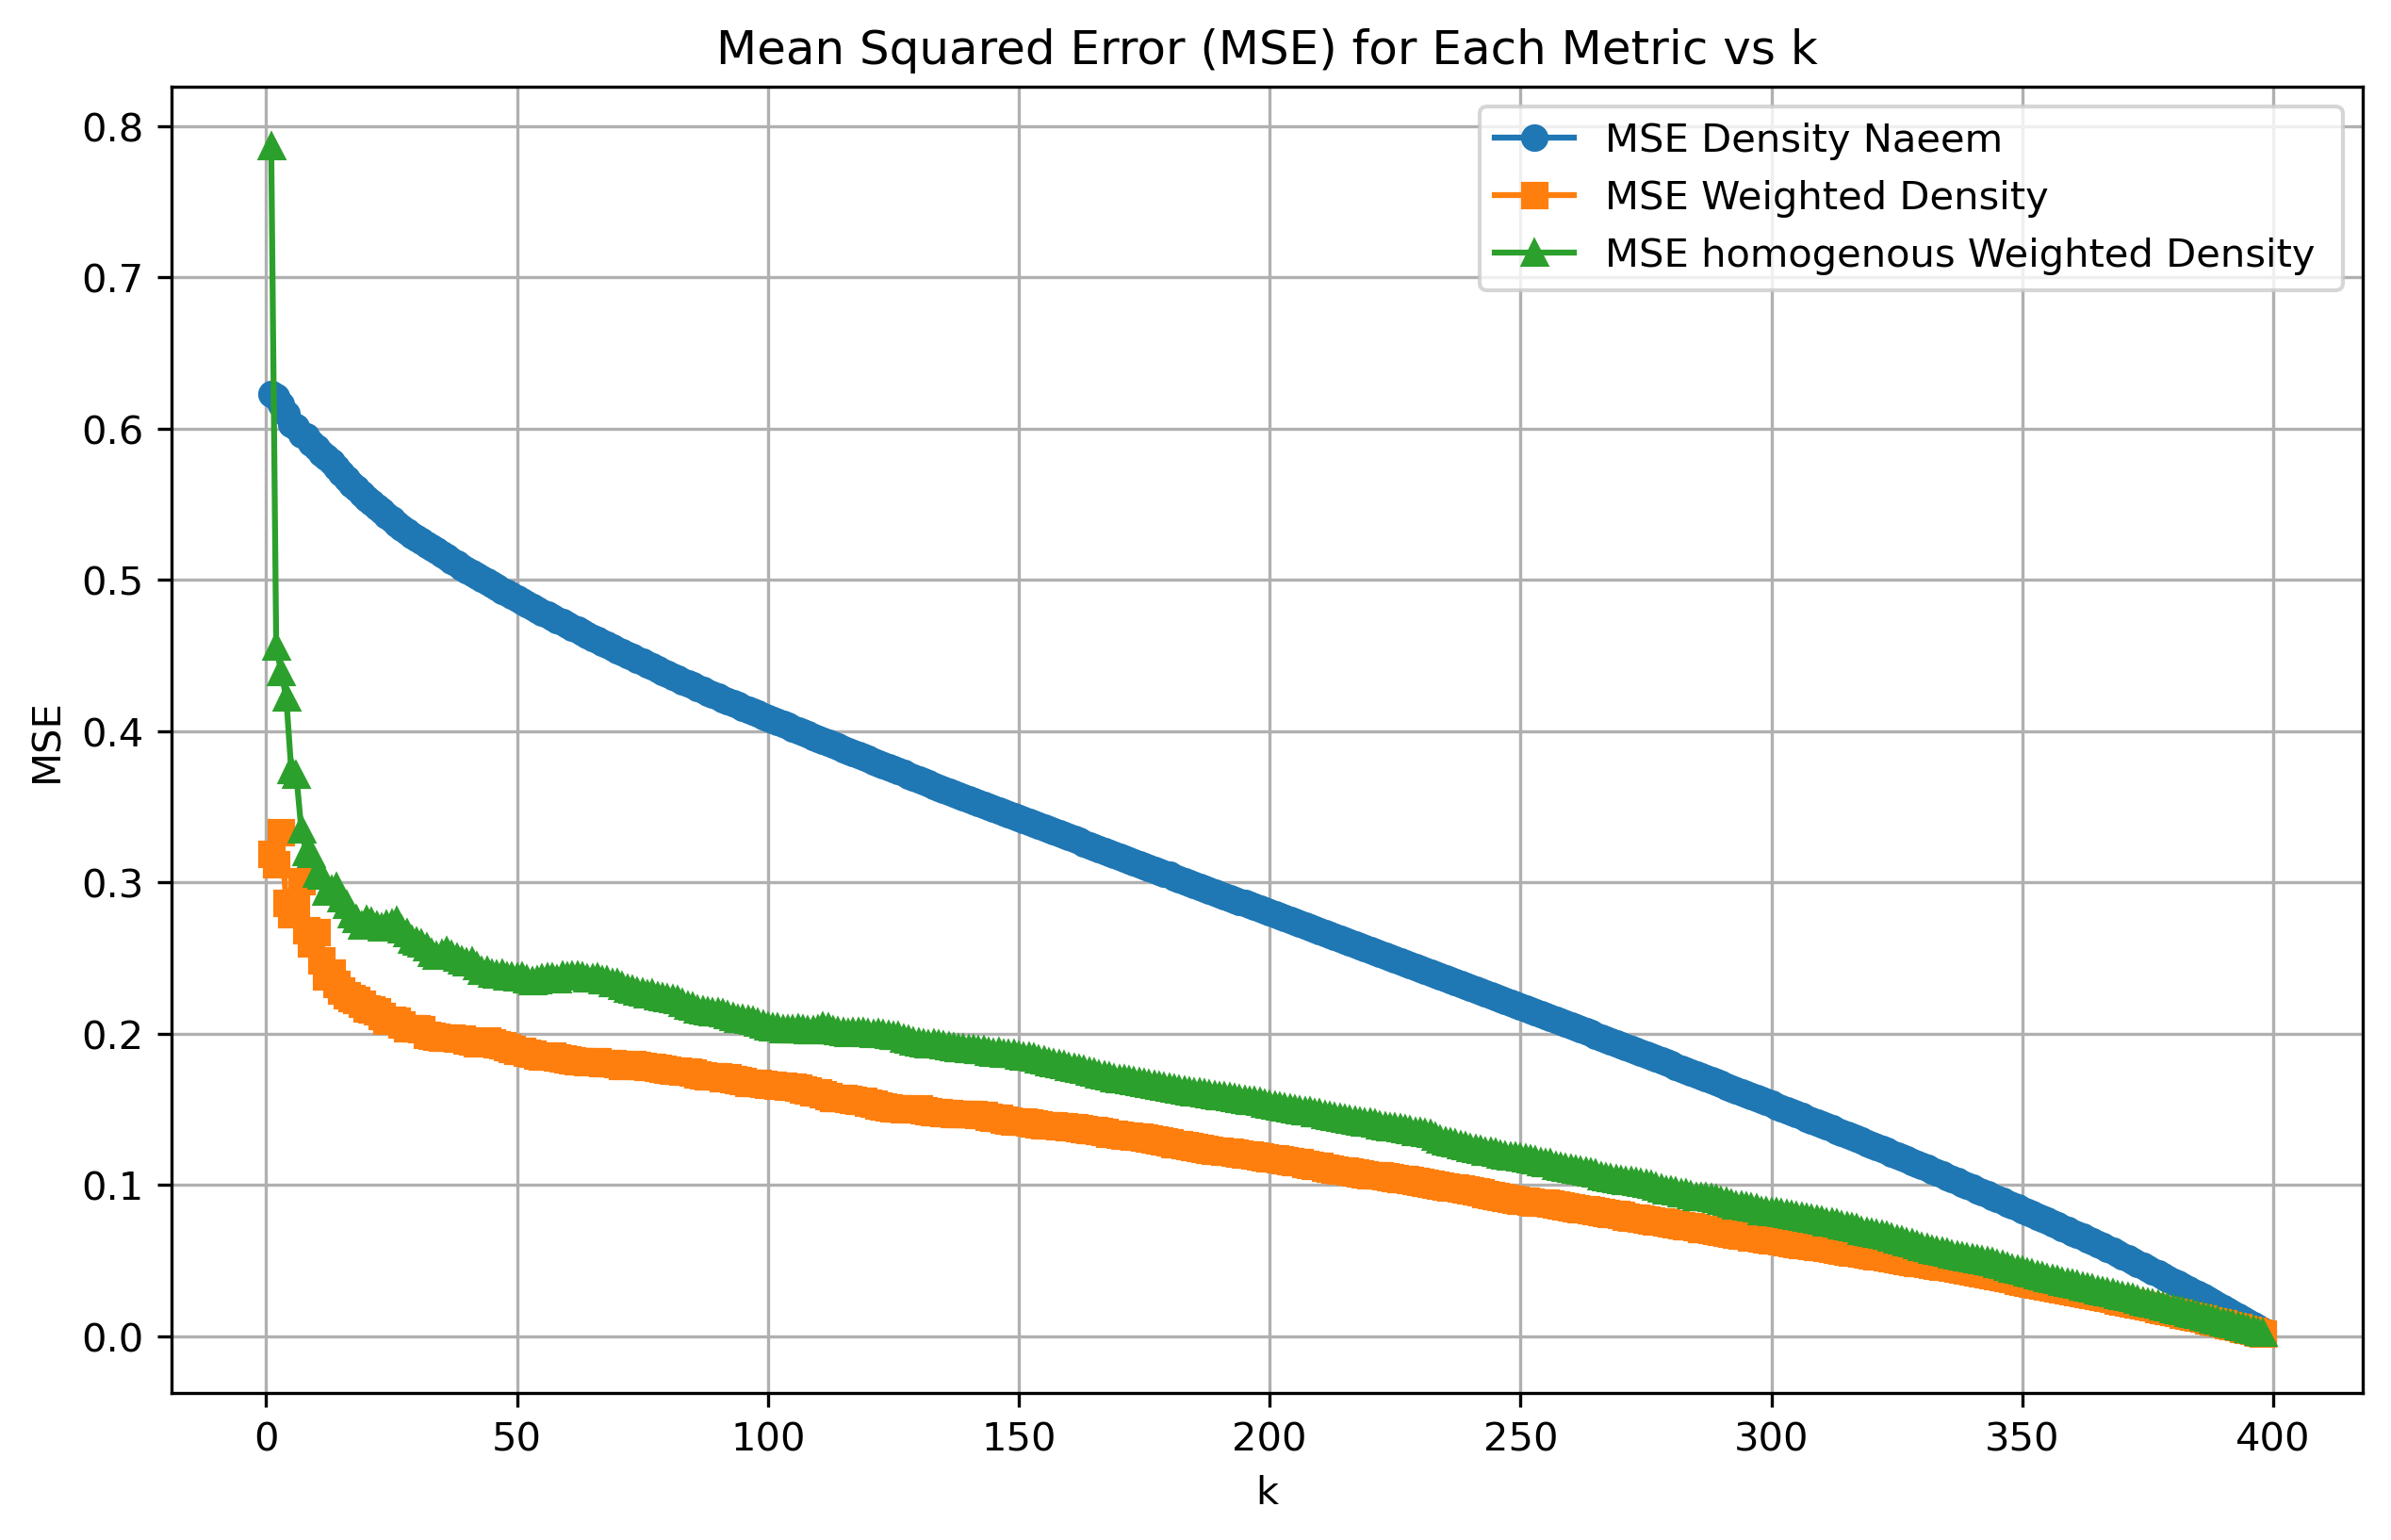 Mean Squared Error (MSE) for Each Metric vs k
MSE Density Naeem
MSE Weighted Density
MSE homogenous Weighted Density
MSE
0.8
0.7
0.6
0.5
0.4
0.3
0.2
0.1
0.0
0 50 100 150 200 250 300 350 400
k